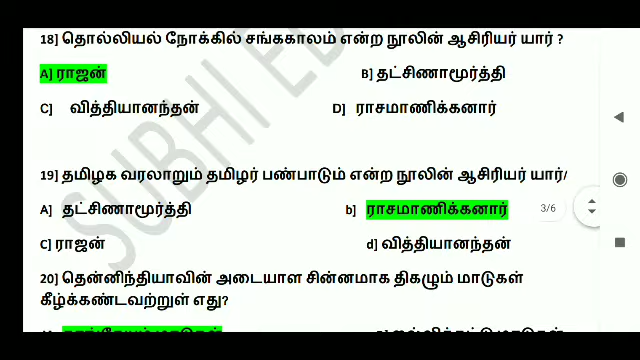 18] தொல்லியல் நோக்கில் சங்ககாலம் என்ற நூலின் ஆசிரியர் யார் ?
A] ராஜன் B] தட்சிணாமூர்த்தி
C] வித்தியானந்தன் D] ராசமாணிக்கனார்
19] தமிழக வரலாறும் தமிழர் பண்பாடும் என்ற நூலின் ஆசிரியர் யார்/
A] தட்சிணாமூர்த்தி b] ராசமாணிக்கனார் 3/6
C] ராஜன் d] வித்தியானந்தன்
20] தென்னிந்தியாவின் அடையாள சின்னமாக திகழும் மாடுகள்
கீழ்க்கண்டவற்றுள் எது?
SUBHI